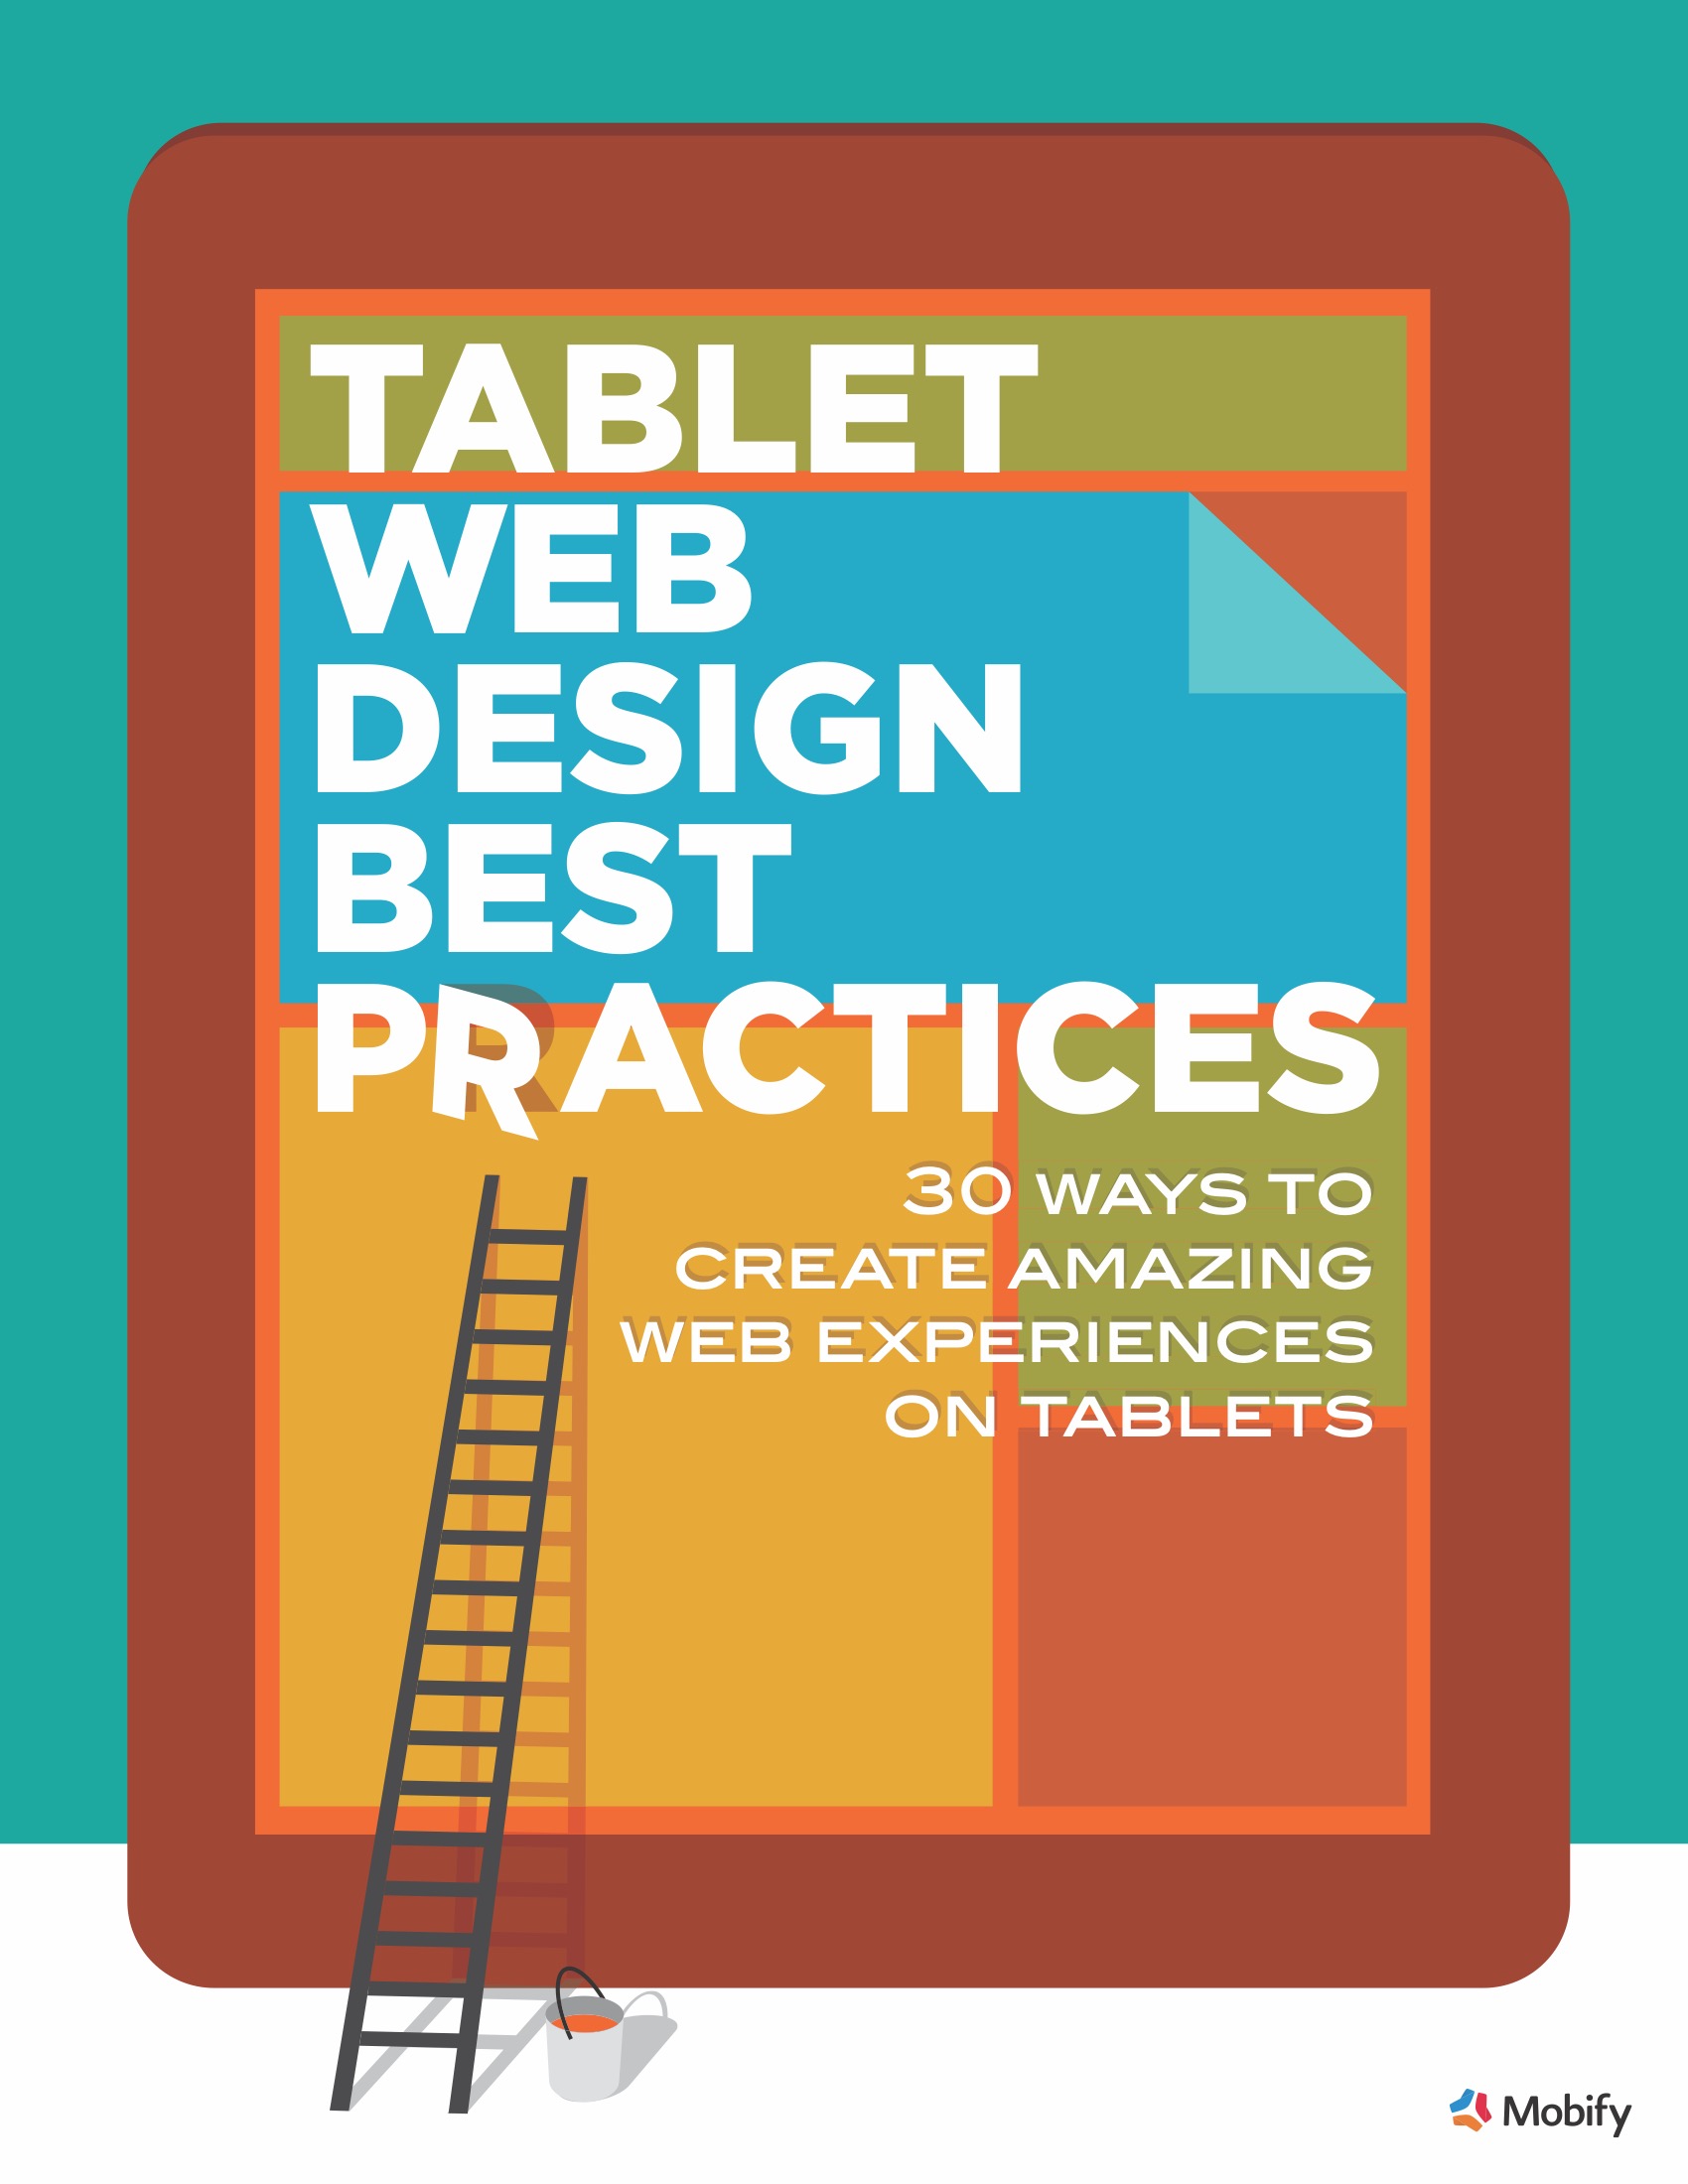 TABLET
WEB
DESIGN
BEST
PRACTICES
30 WAYS TO
CREATE AMAZING
WEB EXPERIENCES
ON TABLETS
Mobify